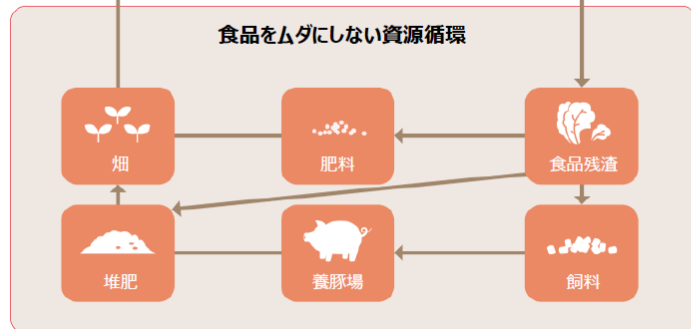 食品をムダにしない資源循環
畑
肥料
食品残渣
堆肥
養豚場
飼料